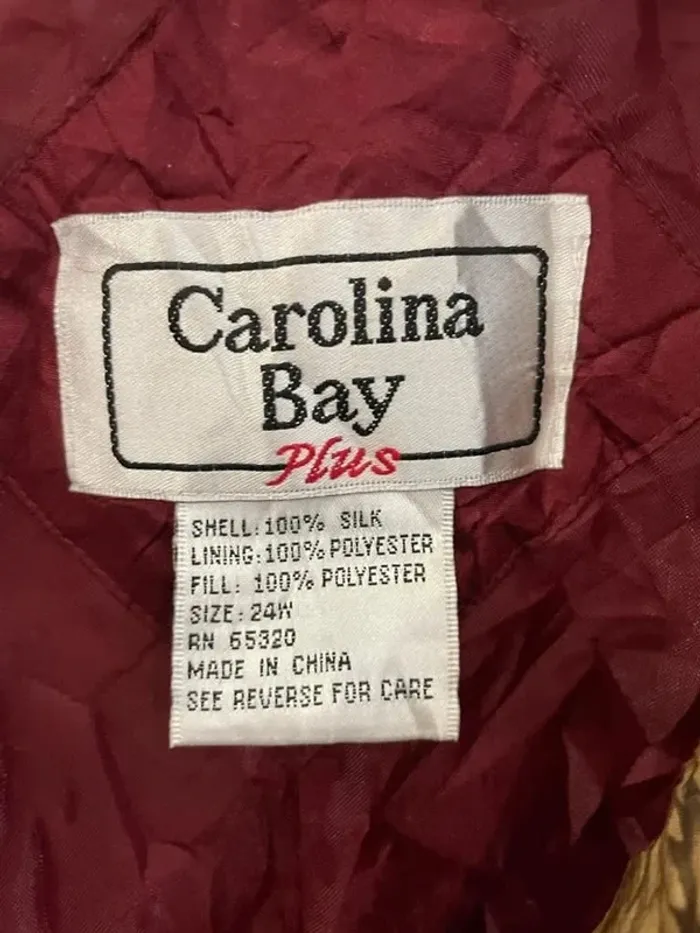 Carolina
Bay
Plus
SHELL: 100% SILK
LINING: 100% POLYESTER
FILL: 100% POLYESTER
SIZE: 24W
RN 65320
MADE IN CHINA
SEE REVERSE FOR CARE